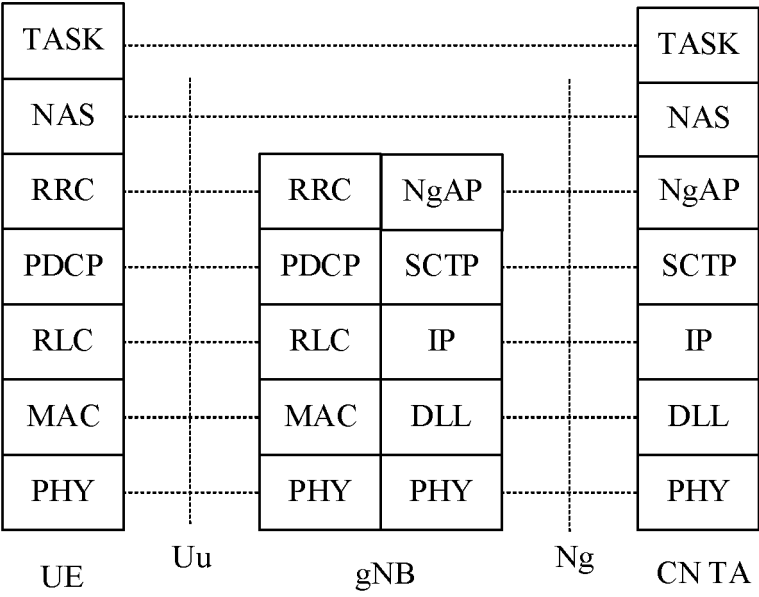 TASK TASK
NAS NAS
RRC RRC NgAP NgAP
PDCP PDCP SCTP SCTP
RLC RLC IP IP
MAC MAC DLL DLL
PHY PHY PHY PHY
UE Uu gNB Ng CN TA